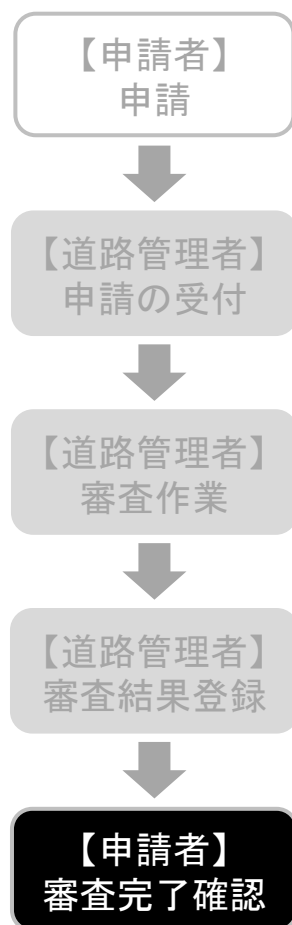 【申請者】
申請
【道路管理者】
申請の受付
【道路管理者】
審査作業
【道路管理者】
審査結果登録
【申請者】
審査完了確認